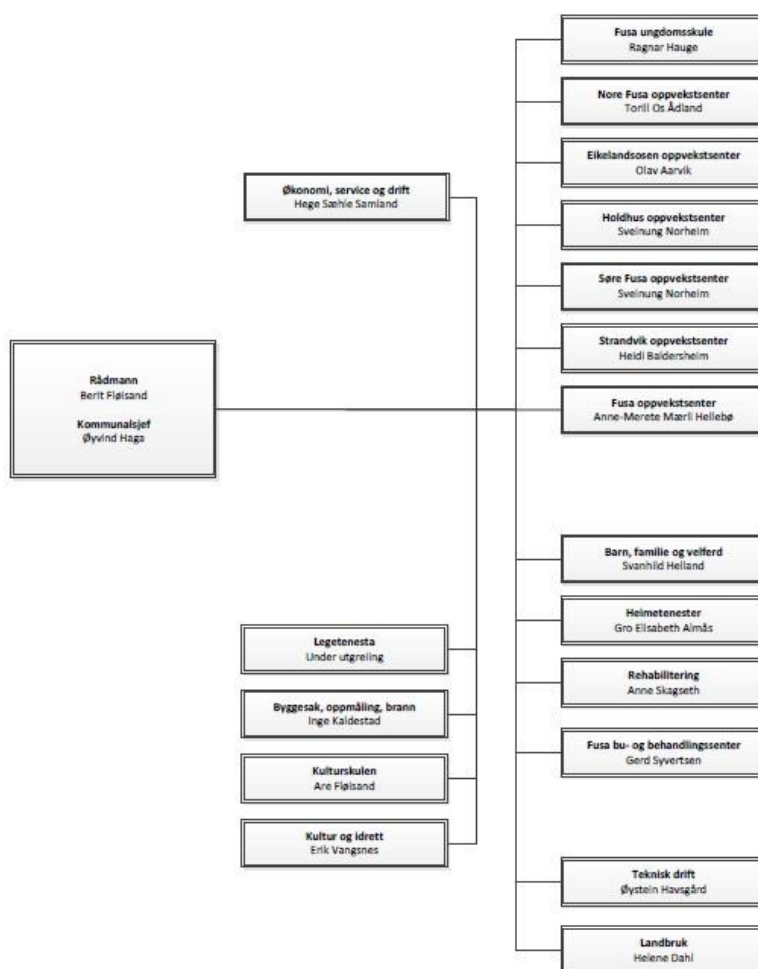 Rådmann
Berit Fløisand
Kommunalsjef
Øyvind Haga
Økonomi, service og drift
Hege Sæhle Samland
Legetenesta
Under utgreiing
Byggesak, oppmåling, brann
Inge Kaldestad
Kulturskulen
Are Fløisand
Kultur og idrett
Erik Vangsnes
Fusa ungdomsskule
Ragnar Hauge
Nore Fusa oppvekstsenter
Torill Os Ådland
Eikelandsosen oppvekstsenter
Olav Aarvik
Holdhus oppvekstsenter
Sveinung Norheim
Søre Fusa oppvekstsenter
Sveinung Norheim
Strandvik oppvekstsenter
Heidi Baldersheim
Fusa oppvekstsenter
Anne-Merete Mærli Hellebø
Barn, familie og velferd
Svanhild Heiland
Heimetenester
Gro Elisabeth Almås
Rehabilitering
Anne Skagseth
Fusa bu- og behandlingssenter
Gerd Syvertsen
Teknisk drift
Øystein Havsgård
Landbruk
Helene Dahl